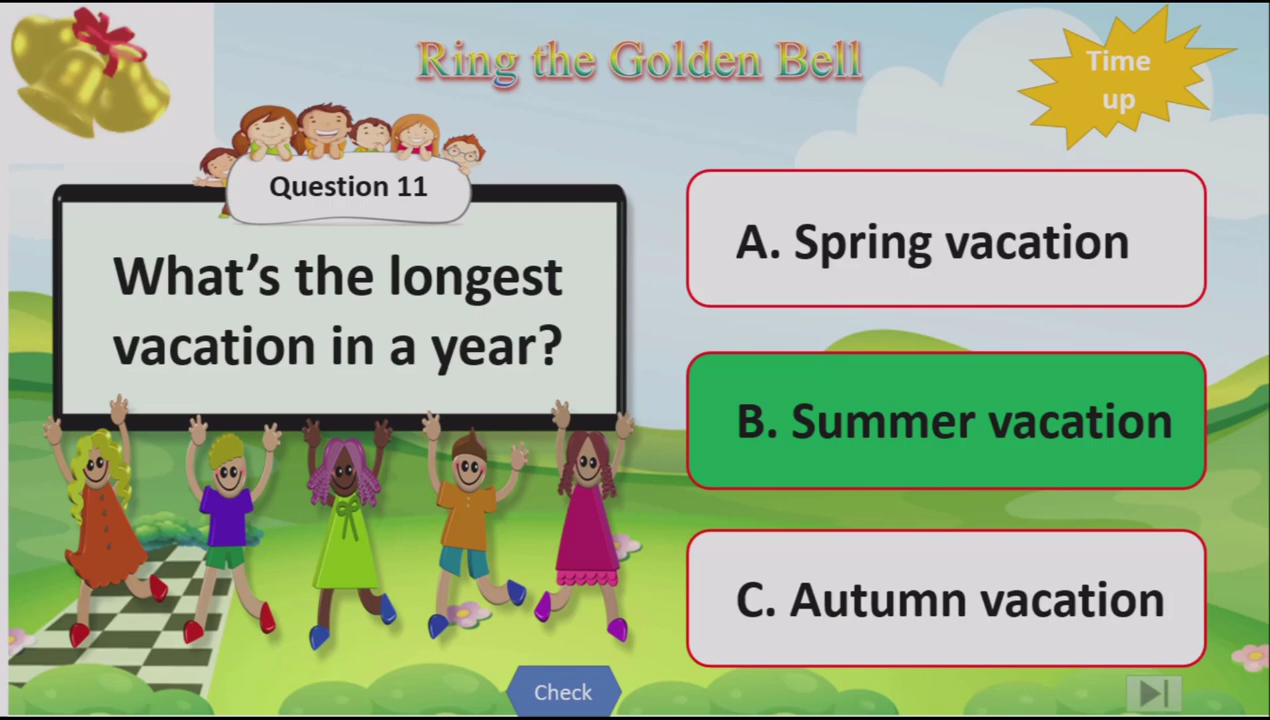 Ring the Golden Bell
Time
up
Question 11
What's the longest
vacation in a year?
A. Spring vacation
B. Summer vacation
C. Autumn vacation
Check